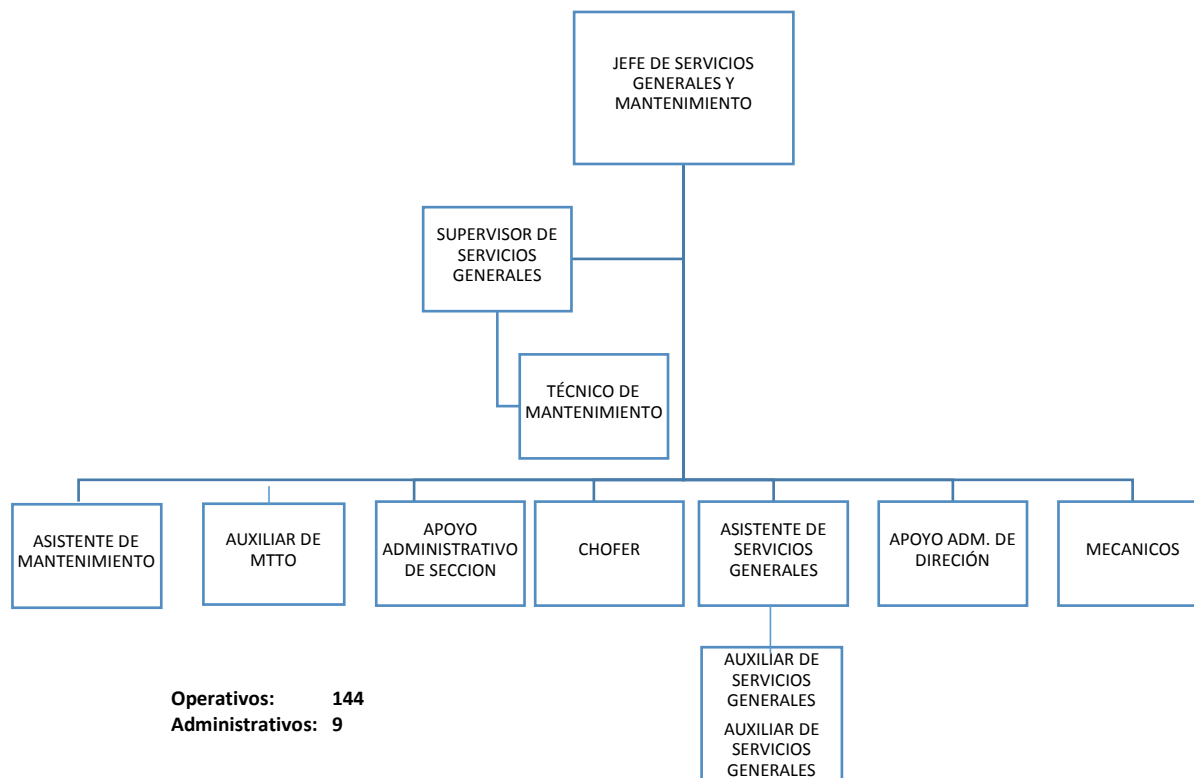 JEFE DE SERVICIOS
GENERALES Y
MANTENIMIENTO
SUPERVISOR DE
SERVICIOS
GENERALES
TÉCNICO DE
MANTENIMIENTO
ASISTENTE DE
MANTENIMIENTO
AUXILIAR DE
MTTO
APOYO
ADMINISTRATIVO
DE SECCION
CHOFER
ASISTENTE DE
SERVICIOS
GENERALES
APOYO ADM. DE
DIRECIÓN
MECANICOS
AUXILIAR DE
SERVICIOS
GENERALES
AUXILIAR DE
SERVICIOS
GENERALES
Operativos: 144
Administrativos: 9